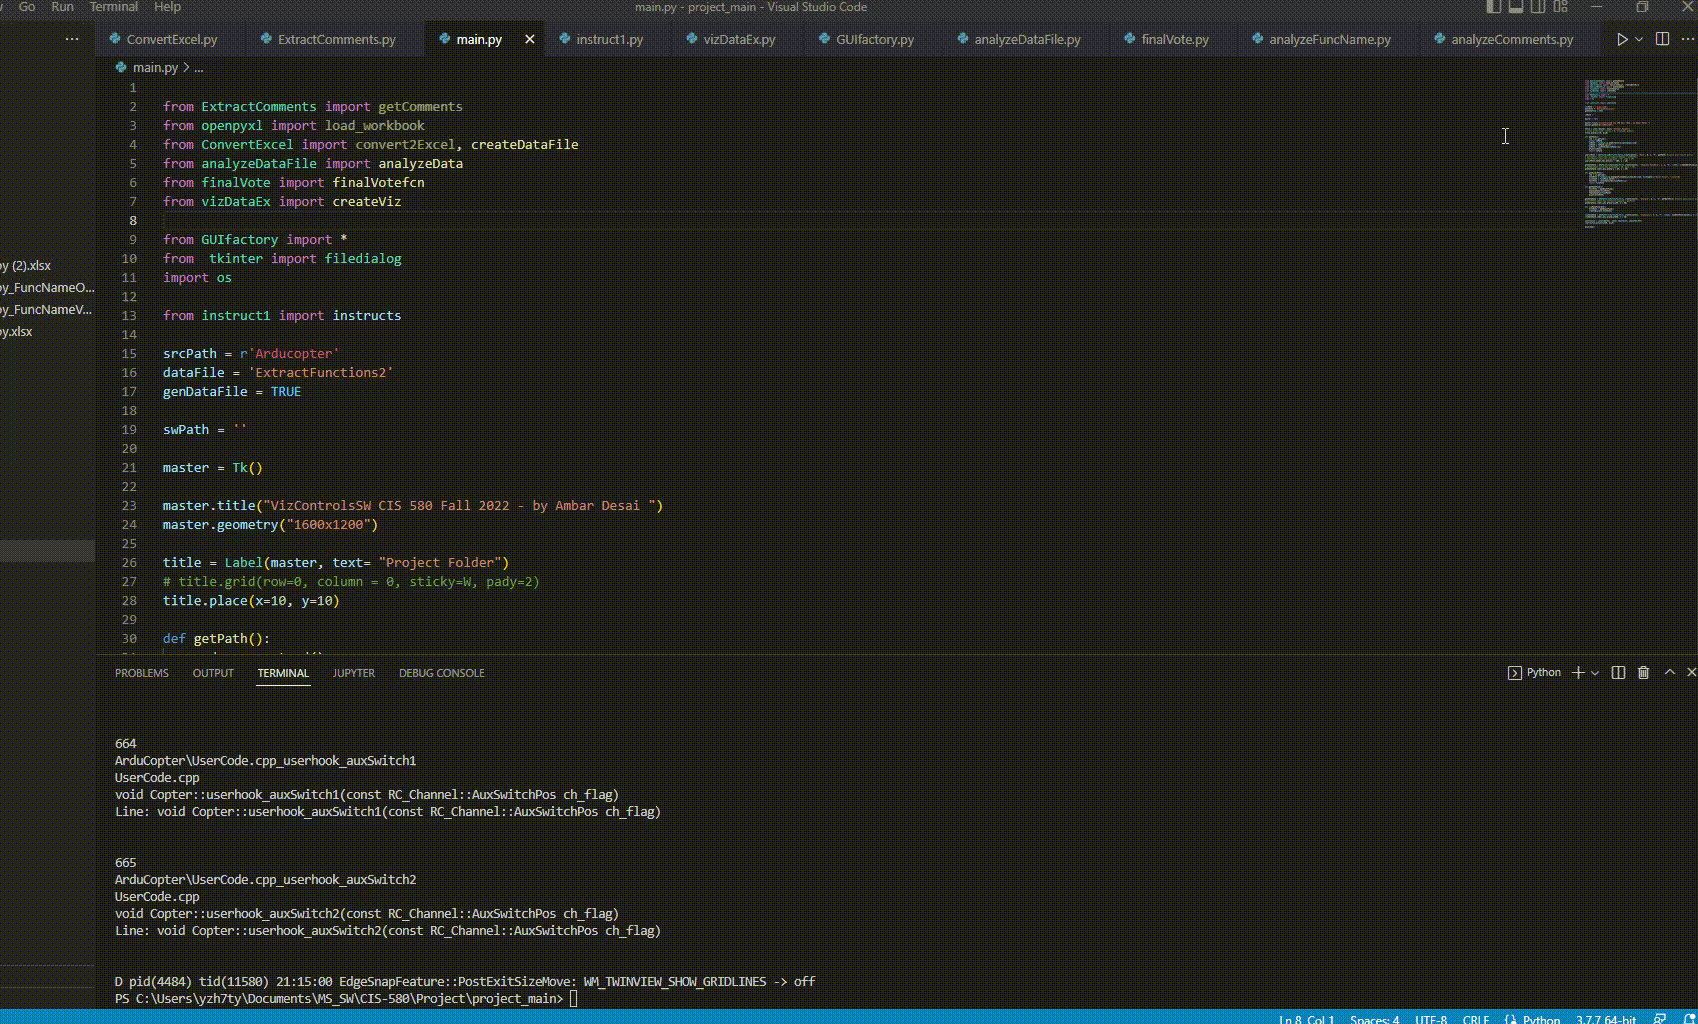 Go Run Terminal Help main.py - project_main - Visual Studio Code
ConvertExcel.py ExtractComments.py main.py instruct1.py vizDataEx.py GUIfactory.py analyzeDataFile.py finalVote.py analyzeFuncName.py analyzeComments.py
main.py > ...
1
2 from ExtractComments import getComments
3 from openpyxl import load_workbook
4 from ConvertExcel import convert2Excel, createDataFile
5 from analyzeDataFile import analyzeData
6 from finalVote import finalVotefcn
7 from vizDataEx import createViz
8
9 from GUIfactory import *
10 from  tkinter import filedialog
11 import os
12
13 from instruct1 import instructs
14
15 srcPath = r'Arducopter'
16 dataFile = 'ExtractFunctions2'
17 genDataFile = TRUE
18
19 swPath = ''
20
21 master = Tk()
22
23 master.title("VizControlsSW CIS 580 Fall 2022 - by Ambar Desai ")
24 master.geometry("1600x1200")
25
26 title = Label(master, text= "Project Folder")
27 # title.grid(row=0, column = 0, sticky=W, pady=2)
28 title.place(x=10, y=10)
29
30 def getPath():
py (2).xlsx
py_FuncNameO...
py_FuncNameV...
py.xlsx
PROBLEMS OUTPUT TERMINAL JUPYTER DEBUG CONSOLE Python
664
ArduCopter\UserCode.cpp_userhook_auxSwitch1
UserCode.cpp
void Copter::userhook_auxSwitch1(const RC_Channel::AuxSwitchPos ch_flag)
Line: void Copter::userhook_auxSwitch1(const RC_Channel::AuxSwitchPos ch_flag)
665
ArduCopter\UserCode.cpp_userhook_auxSwitch2
UserCode.cpp
void Copter::userhook_auxSwitch2(const RC_Channel::AuxSwitchPos ch_flag)
Line: void Copter::userhook_auxSwitch2(const RC_Channel::AuxSwitchPos ch_flag)
D pid(4484) tid(11580) 21:15:00 EdgeSnapFeature::PostExitSizeMove: WM_TWINVIEW_SHOW_GRIDLINES -> off
PS C:\Users\yzh7ty\Documents\MS_SW\CIS-580\Project\project_main>
Ln 8, Col 1 Spaces: 4 UTF-8 CRLF Python 3.7.7 64-bit